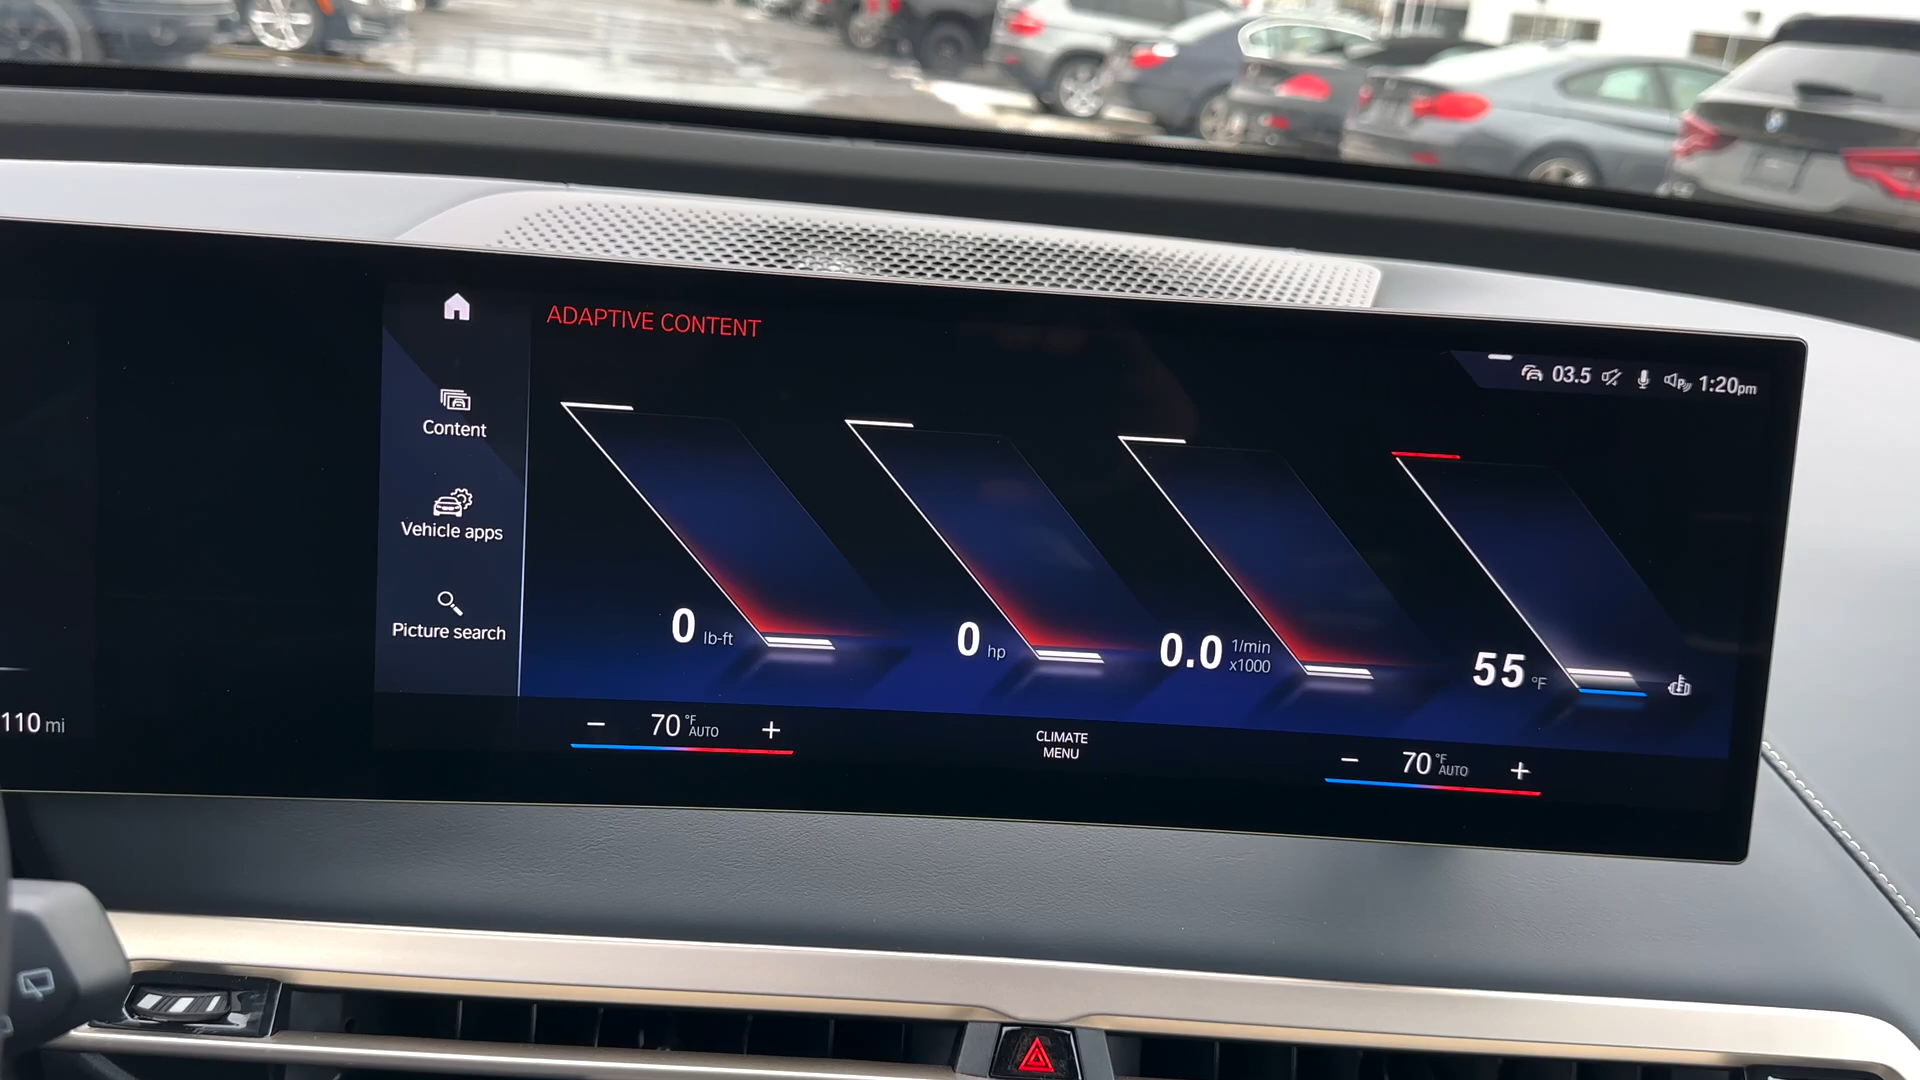 ADAPTIVE CONTENT
03.5 1:20pm
Content
Vehicle apps
Picture search
0 lb-ft
0 hp
0.0 1/min
x1000
55 °F
110 mi
70 °F
AUTO
CLIMATE
MENU
70 °F
AUTO